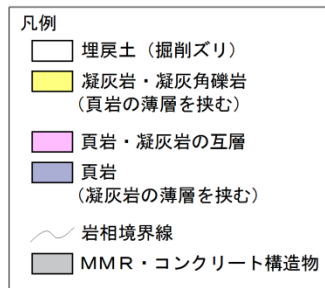 凡例
埋戻土（掘削ズリ）
凝灰岩・凝灰角礫岩
(頁岩の薄層を挟む)
頁岩・凝灰岩の互層
頁岩
(凝灰岩の薄層を挟む)
岩相境界線
ＭＭＲ・コンクリート構造物